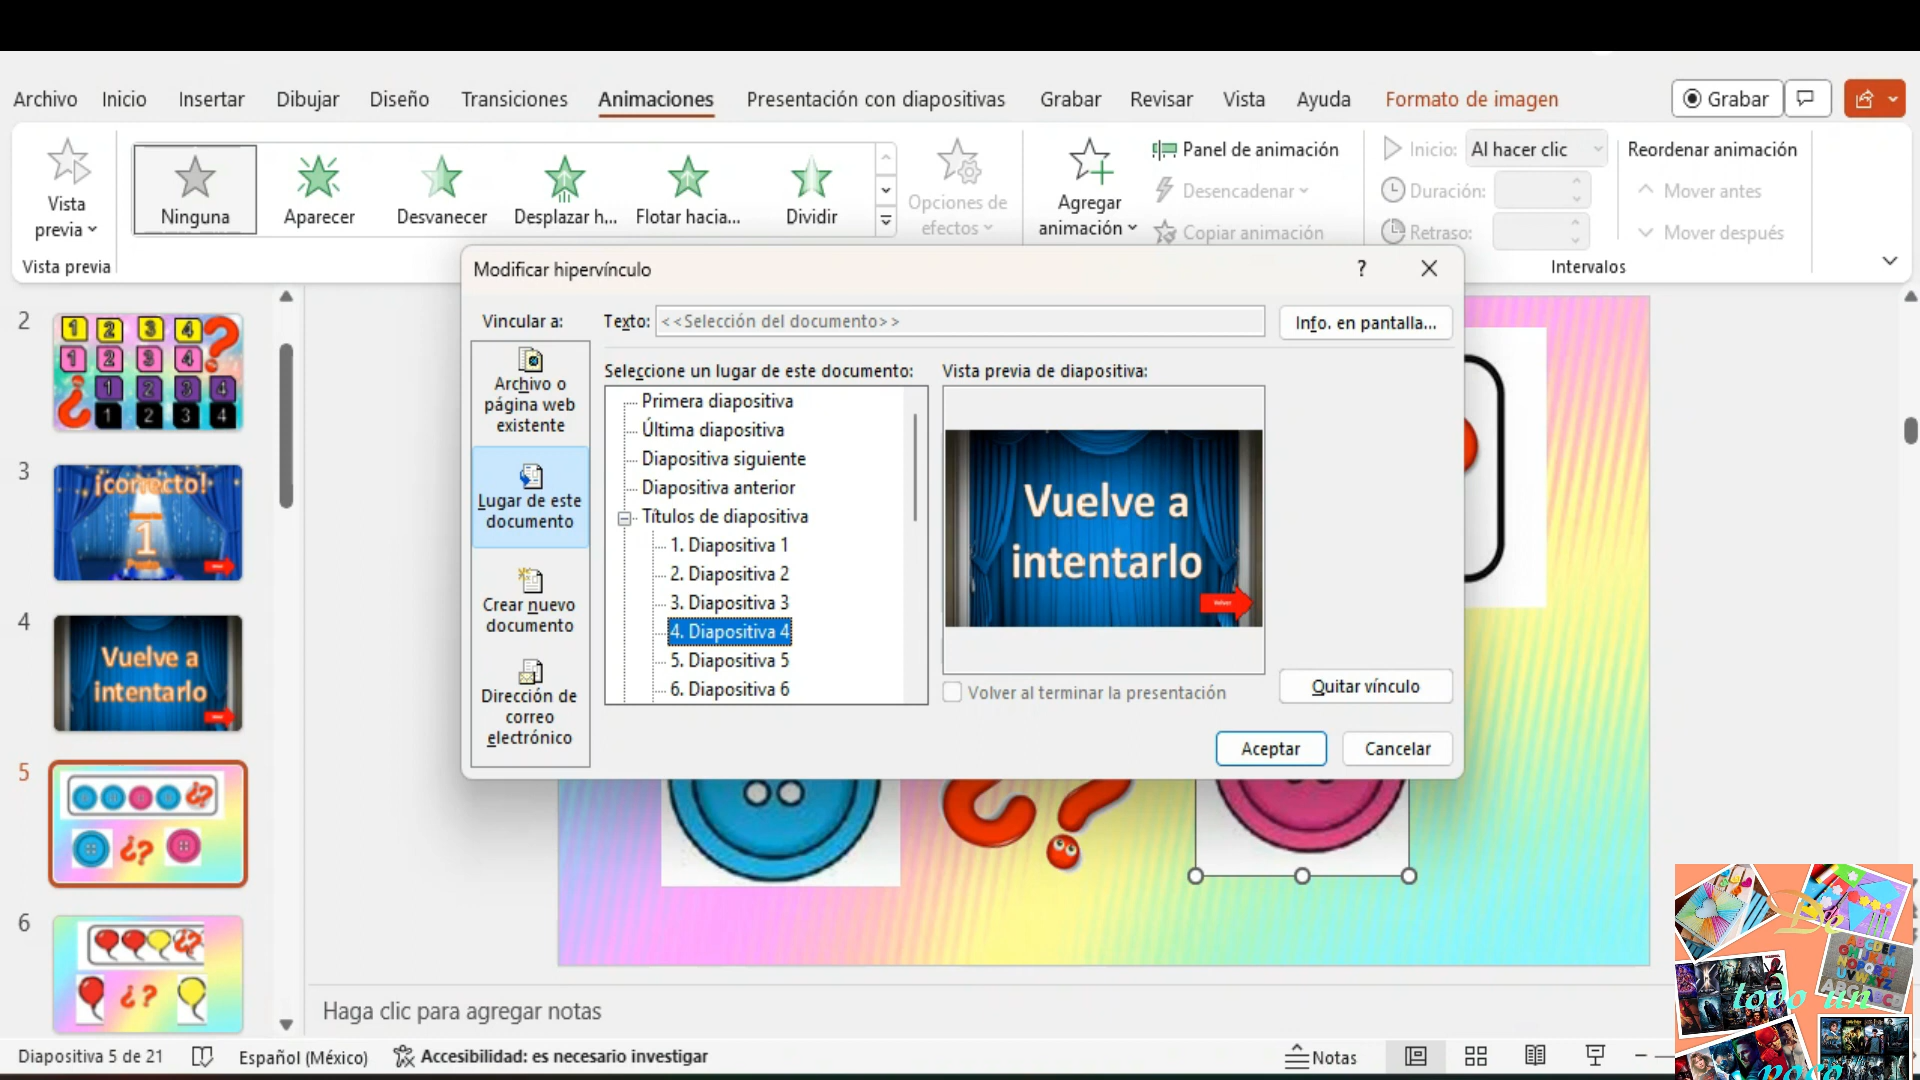 Archivo Inicio Insertar Dibujar Diseño Transiciones Animaciones Presentación con diapositivas Grabar Revisar Vista Ayuda Formato de imagen Grabar
Vista previa
Ninguna Aparecer Desvanecer Desplazar h... Flotar hacia... Dividir
Opciones de efectos
Agregar animación
Panel de animación
Desencadenar
Copiar animación
Inicio: Al hacer clic
Duración:
Retraso:
Reordenar animación
Mover antes
Mover después
Vista previa
Intervalos
Modificar hipervínculo ?
Vincular a:
Texto: <<Selección del documento>>
Info. en pantalla...
Archivo o página web existente
Lugar de este documento
Crear nuevo documento
Dirección de correo electrónico
Seleccione un lugar de este documento:
Primera diapositiva
Última diapositiva
Diapositiva siguiente
Diapositiva anterior
Títulos de diapositiva
1. Diapositiva 1
2. Diapositiva 2
3. Diapositiva 3
4. Diapositiva 4
5. Diapositiva 5
6. Diapositiva 6
Vista previa de diapositiva:
Vuelve a
intentarlo
Volver
Volver al terminar la presentación
Quitar vínculo
Aceptar
Cancelar
2
1 2 3 4 ?
1 2 3 4
¿ 1 2 3 4
1 2 3 4
3
¡correcto!
1
Punto
4
Vuelve a
intentarlo
5
¿?
¿?
6
¿?
¿?
¿?
Haga clic para agregar notas
Diapositiva 5 de 21 Español (México) Accesibilidad: es necesario investigar Notas
De
todo un
poco